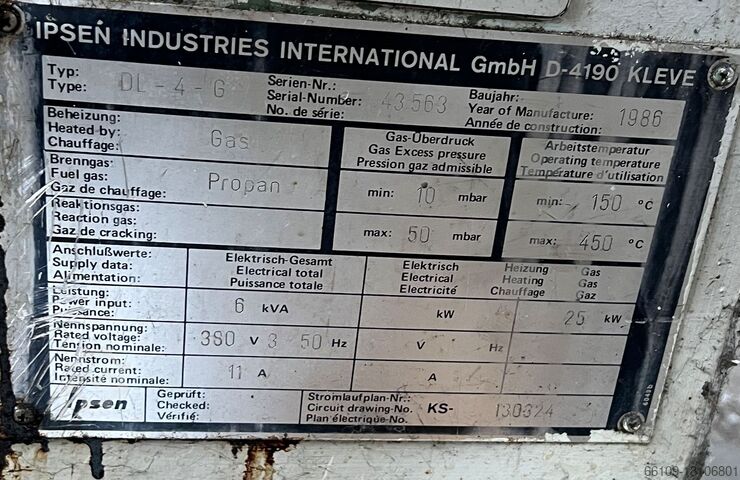 IPSEN INDUSTRIES INTERNATIONAL GmbH D-4190 KLEVE
Typ: Serien-Nr.: Baujahr:
Type: DL-4-G Serial-Number: 43.563 Year of Manufacture: 1986
No. de série: Année de construction:
Beheizung: Gas-Überdruck Arbeitstemperatur
Heated by: Gas Gas Excess pressure Operating temperature
Chauffage: Pression gaz admissible Température d'utilisation
Brenngas:
Fuel gas: Propan min: 10 mbar min: 150 °C
Gaz de chauffage:
Reaktionsgas:
Reaction gas: max: 50 mbar max: 450 °C
Gaz de cracking:
Anschlußwerte: Elektrisch-Gesamt Elektrisch Heizung Gas
Supply data: Electrical total Electrical Heating Gas
Alimentation: Puissance totale Electricité Chauffage Gaz
Leistung:
Power input: 6 kVA kW 25 kW
Puissance:
Nennspannung:
Rated voltage: 380 V 3 50 Hz V Hz
Tension nominale:
Nennstrom:
Rated current: 11 A A
Intensité nominale:
Geprüft: Stromlaufplan-Nr.:
ipsen Checked: Circuit drawing-No. KS- 130324
Vérifié: Plan électrique-No.
66109-18106801